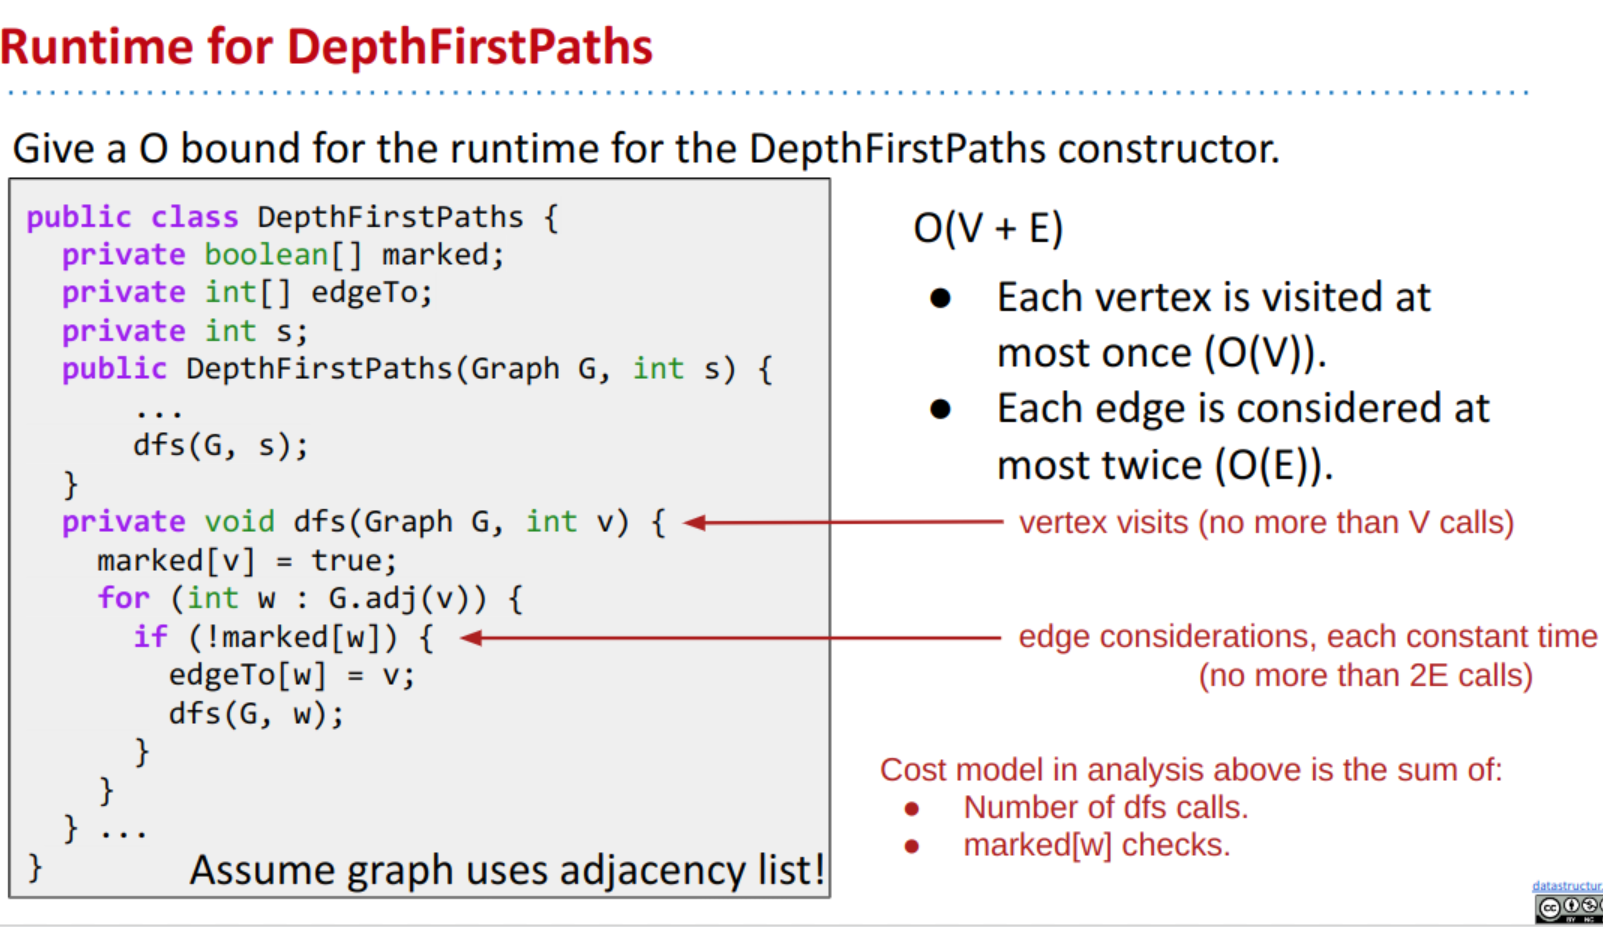 Runtime for DepthFirstPaths
Give a O bound for the runtime for the DepthFirstPaths constructor.
public class DepthFirstPaths {
private boolean[] marked;
private int[] edgeTo;
private int s;
public DepthFirstPaths(Graph G, int s) {
...
dfs(G, s);
}
private void dfs(Graph G, int v) {
marked[v] = true;
for (int w : G.adj(v)) {
if (!marked[w]) {
edgeTo[w] = v;
dfs(G, w);
}
}
} ...
}
Assume graph uses adjacency list!
O(V + E)
● Each vertex is visited at
most once (O(V)).
● Each edge is considered at
most twice (O(E)).
vertex visits (no more than V calls)
edge considerations, each constant time
(no more than 2E calls)
Cost model in analysis above is the sum of:
● Number of dfs calls.
● marked[w] checks.
datastructur
cc
BY NC